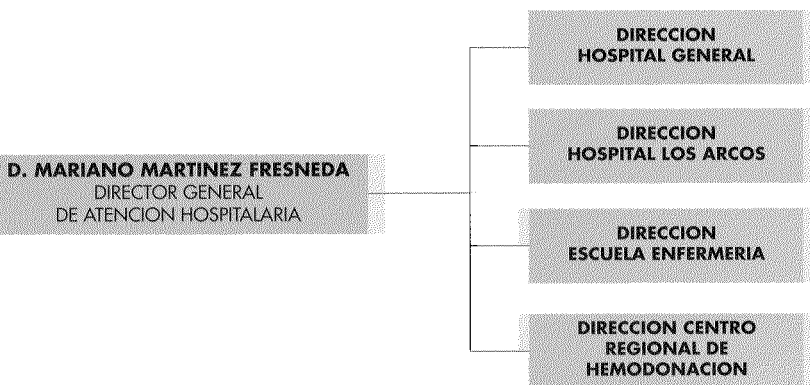 D. MARIANO MARTINEZ FRESNEDA
DIRECTOR GENERAL
DE ATENCION HOSPITALARIA
DIRECCION
HOSPITAL GENERAL
DIRECCION
HOSPITAL LOS ARCOS
DIRECCION
ESCUELA ENFERMERIA
DIRECCION CENTRO
REGIONAL DE
HEMODONACION